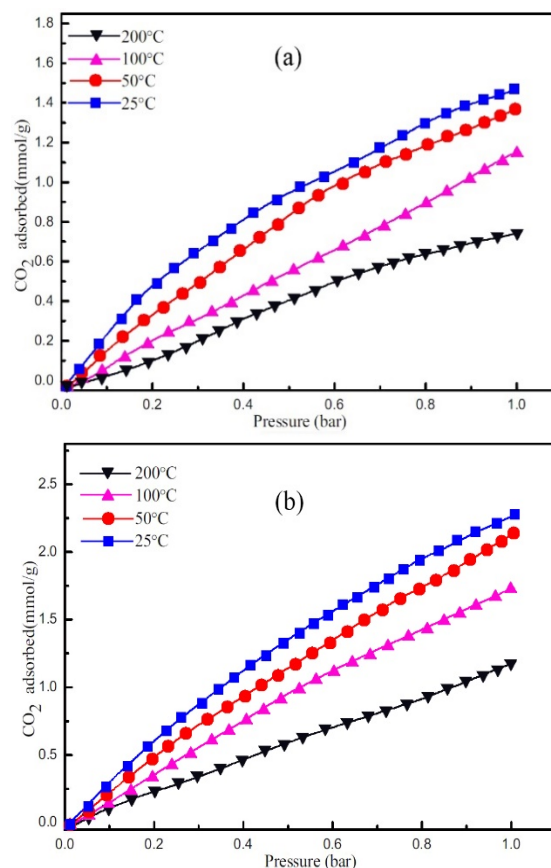 (a)
200°C
100°C
50°C
25°C
CO2 adsorbed(mmol/g)
1.8
1.6
1.4
1.2
1.0
0.8
0.6
0.4
0.2
0.0
0.0 0.2 0.4 0.6 0.8 1.0
Pressure (bar)
(b)
200°C
100°C
50°C
25°C
CO2 adsorbed(mmol/g)
2.5
2.0
1.5
1.0
0.5
0.0
0.0 0.2 0.4 0.6 0.8 1.0
Pressure (bar)